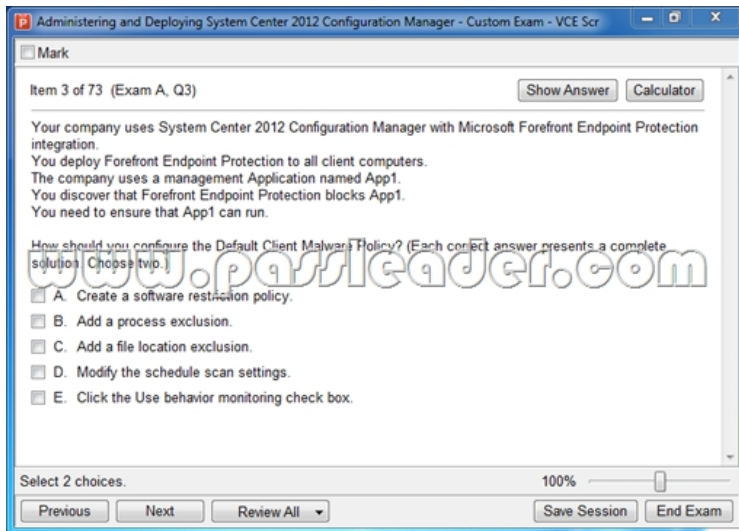 Administering and Deploying System Center 2012 Configuration Manager - Custom Exam - VCE Scr
Mark
Item 3 of 73 (Exam A, Q3)
Show Answer
Calculator
Your company uses System Center 2012 Configuration Manager with Microsoft Forefront Endpoint Protection
integration.
You deploy Forefront Endpoint Protection to all client computers.
The company uses a management Application named App1.
You discover that Forefront Endpoint Protection blocks App1.
You need to ensure that App1 can run.
How should you configure the Default Client Malware Policy? (Each correct answer presents a complete
solution. Choose two.)
www.passleader.com
A. Create a software restriction policy.
B. Add a process exclusion.
C. Add a file location exclusion.
D. Modify the schedule scan settings.
E. Click the Use behavior monitoring check box.
Select 2 choices.
100%
Previous
Next
Review All
Save Session
End Exam